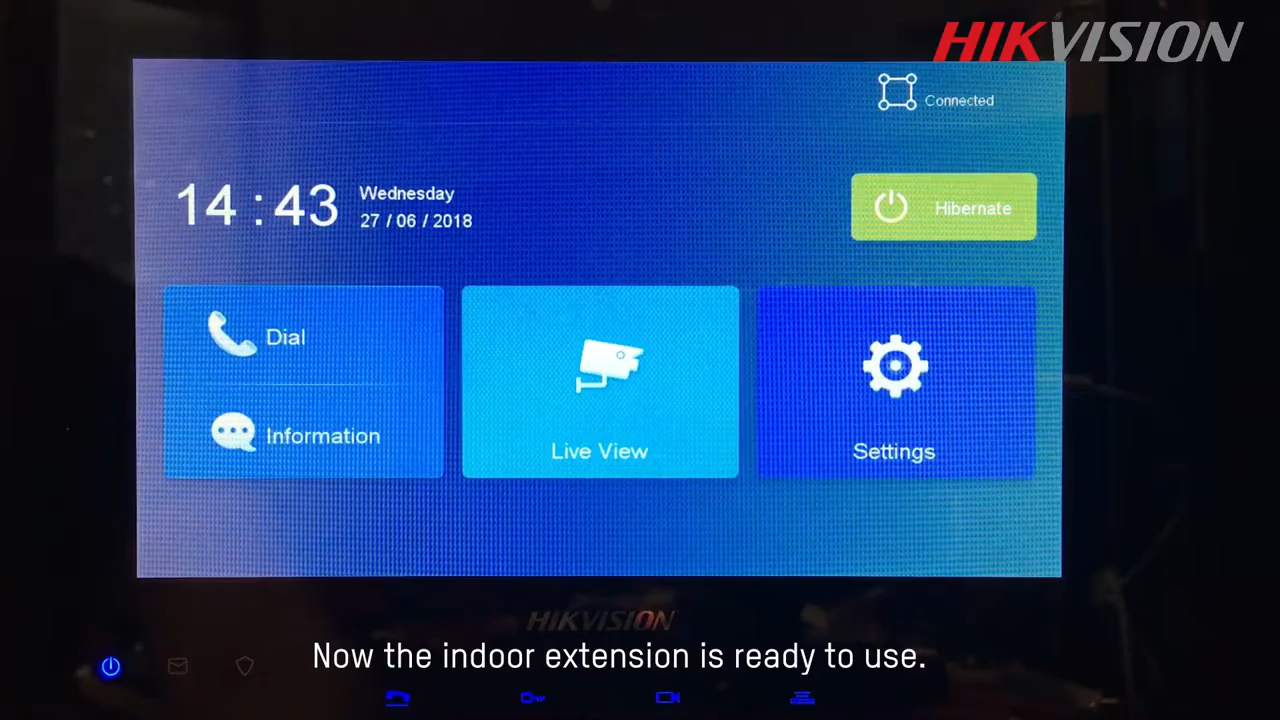 HIKVISION
Connected
14:43
Wednesday
27 / 06 / 2018
Hibernate
Dial
Information
Live View
Settings
HIKVISION
Now the indoor extension is ready to use.